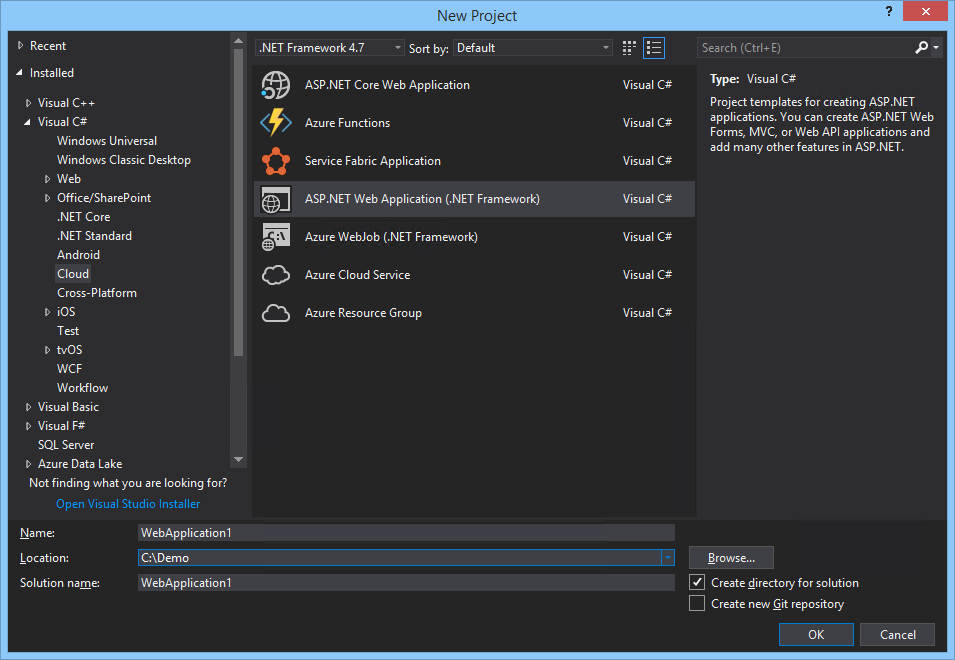 New Project
?
Recent
Installed
Visual C++
Visual C#
Windows Universal
Windows Classic Desktop
Web
Office/SharePoint
.NET Core
.NET Standard
Android
Cloud
Cross-Platform
iOS
Test
tvOS
WCF
Workflow
Visual Basic
Visual F#
SQL Server
Azure Data Lake
Not finding what you are looking for?
Open Visual Studio Installer
.NET Framework 4.7 Sort by: Default
ASP.NET Core Web Application Visual C#
Azure Functions Visual C#
Service Fabric Application Visual C#
ASP.NET Web Application (.NET Framework) Visual C#
C:\
Azure WebJob (.NET Framework) Visual C#
Azure Cloud Service Visual C#
Azure Resource Group Visual C#
Search (Ctrl+E)
Type: Visual C#
Project templates for creating ASP.NET
applications. You can create ASP.NET Web
Forms, MVC, or Web API applications and
add many other features in ASP.NET.
Name: WebApplication1
Location: C:\Demo
Browse...
Solution name: WebApplication1
Create directory for solution
Create new Git repository
OK Cancel